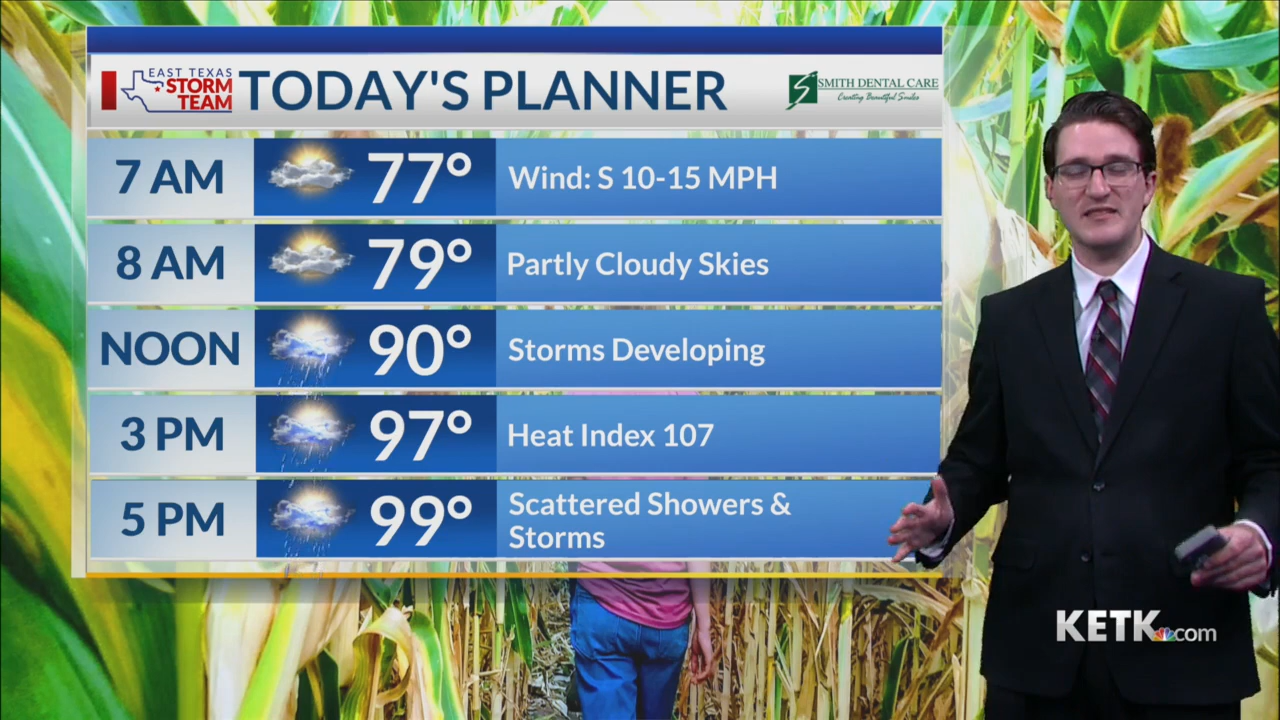 EAST TEXAS
STORM
TEAM
TODAY'S PLANNER
SMITH DENTAL CARE
Creating Beautiful Smiles
7 AM 77° Wind: S 10-15 MPH
8 AM 79° Partly Cloudy Skies
NOON 90° Storms Developing
3 PM 97° Heat Index 107
5 PM 99° Scattered Showers &
Storms
KETK.com